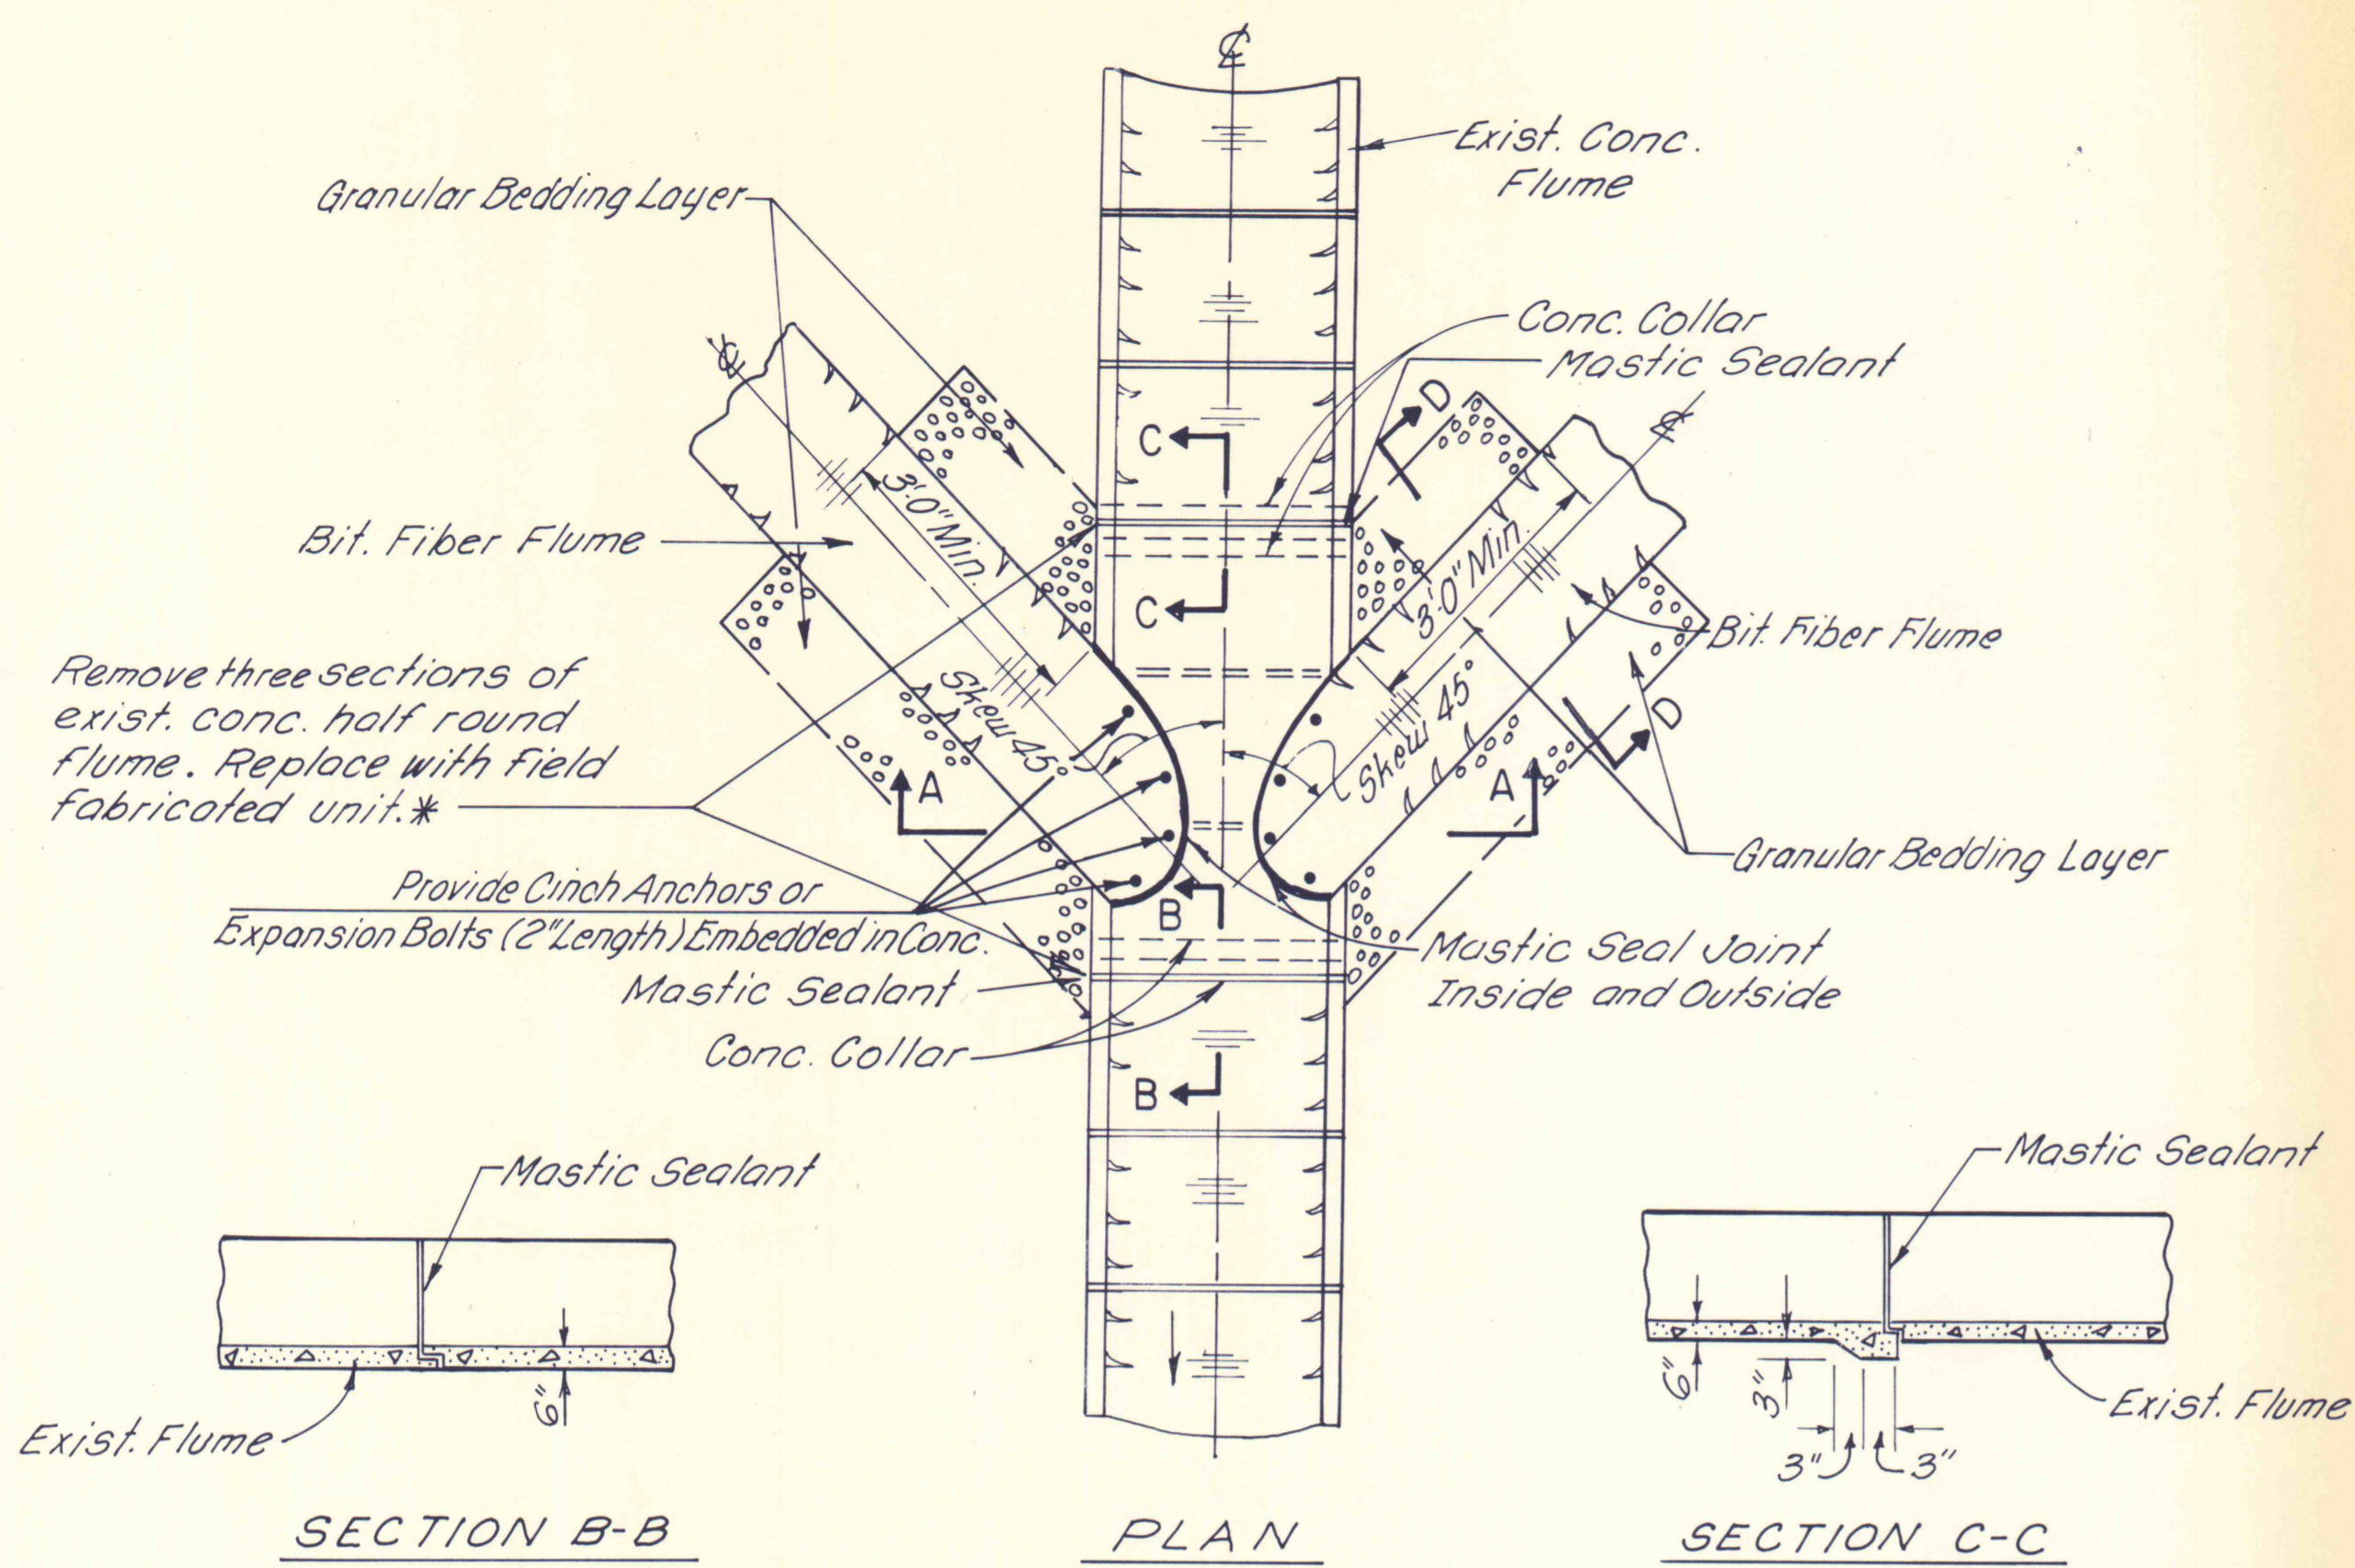 ℄
Exist. Conc.
Flume
Granular Bedding Layer
Conc. Collar
Mastic Sealant
℄
D
℄
C
3'-0" Min.
Bit. Fiber Flume
3'-0" Min.
C
Bit. Fiber Flume
Remove three sections of
exist. conc. half round
flume. Replace with field
fabricated unit.*
Skew 45°
Skew 45°
D
A
A
Granular Bedding Layer
Provide Cinch Anchors or
Expansion Bolts (2" Length) Embedded in Conc.
B
Mastic Seal Joint
Inside and Outside
Mastic Sealant
Conc. Collar
B
Mastic Sealant
Mastic Sealant
6"
Exist. Flume
6"
3"
3"
3"
Exist. Flume
SECTION B-B
PLAN
SECTION C-C